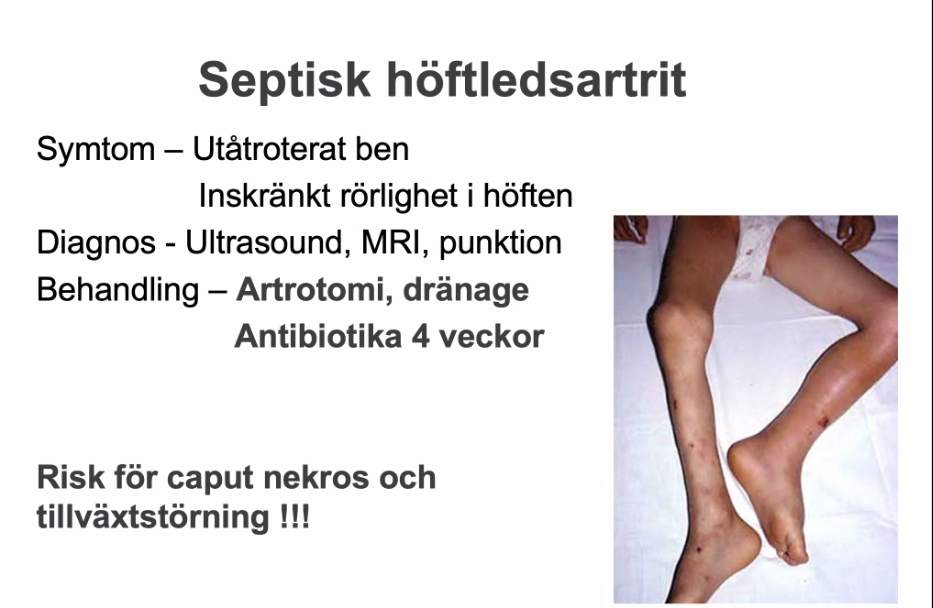 Septisk höftledsartrit
Symtom – Utåtroterat ben
Inskränkt rörlighet i höften
Diagnos - Ultrasound, MRI, punktion
Behandling – Artrotomi, dränage
Antibiotika 4 veckor
Risk för caput nekros och
tillväxtstörning !!!